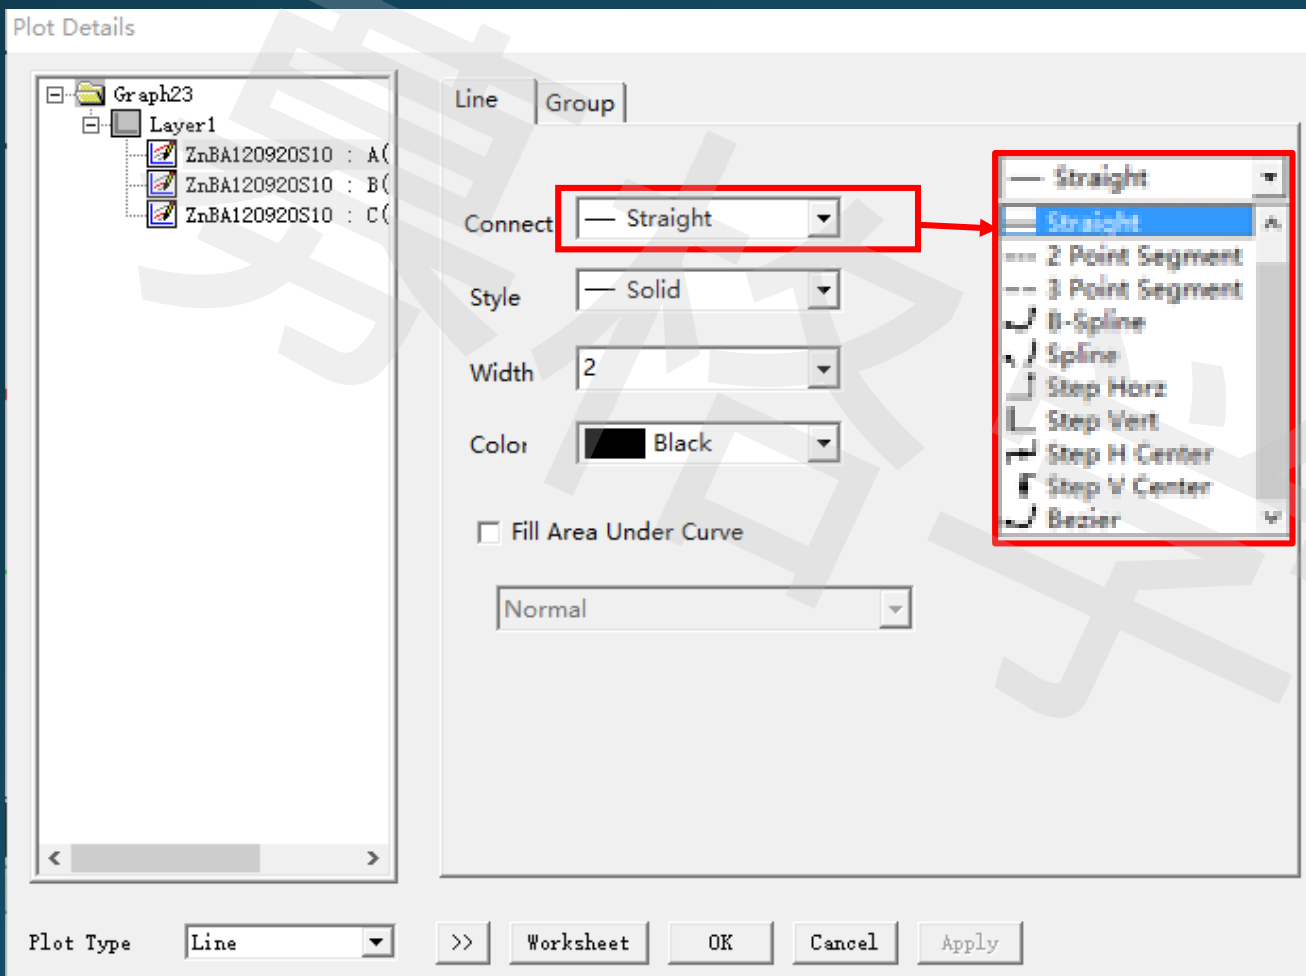 Plot Details
Graph23
Layer1
ZnBA120920S10 : A(
ZnBA120920S10 : B(
ZnBA120920S10 : C(
Line
Group
Connect
Straight
Style
Solid
Width
2
Color
Black
Fill Area Under Curve
Normal
Straight
Straight
2 Point Segment
3 Point Segment
B-Spline
Spline
Step Horz
Step Vert
Step H Center
Step V Center
Bezier
Plot Type
Line
>>
Worksheet
OK
Cancel
Apply